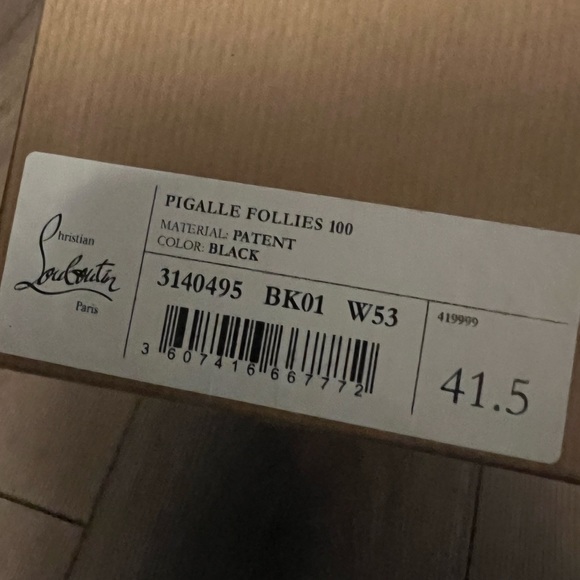 Christian
Louboutin
Paris
PIGALLE FOLLIES 100
MATERIAL: PATENT
COLOR: BLACK
3140495 BK01 W53
3 607416 667772
419999
41.5